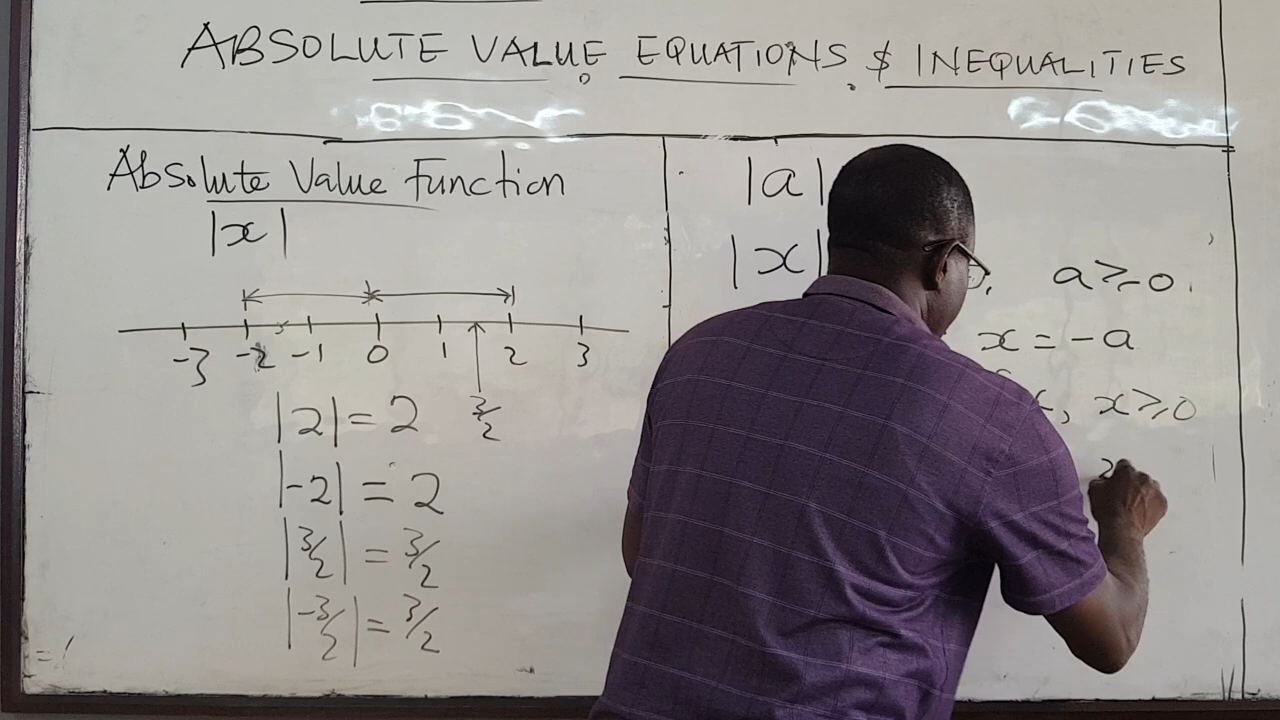 ABSOLUTE VALUE EQUATIONS & INEQUALITIES
Absolute Value Function
|x|
-3 -2 -1 0 1 2 3
3/2
|2| = 2
|-2| = 2
|3/2| = 3/2
|-3/2| = 3/2
|a|
|x|
a ≥ 0
x = -a
, x ≥ 0